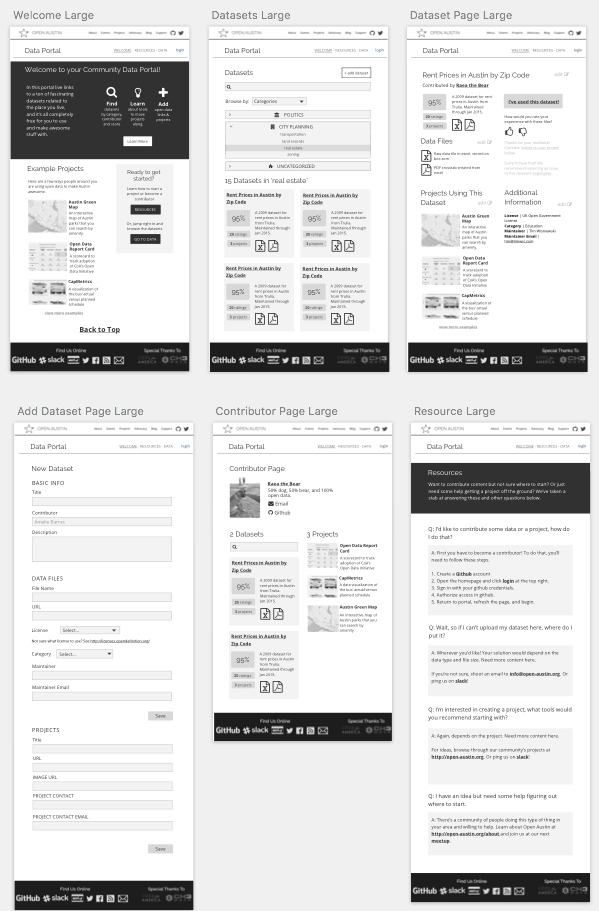 Welcome Large
OPEN AUSTIN
About Events Projects Advocacy Blog Support
Data Portal
WELCOME · RESOURCES · DATA
login
Welcome to your Community Data Portal!
In this portal live links
to a ton of fascinating
datasets related to
the place you live,
and it's all completely
free for you to use
and make awesome
stuff with.
Find
datasets
by category,
contributor
and score
Learn
about tools
to move
projects
along.
Add
open data
links &
projects
Learn More
Example Projects
Here are a few ways people around you
are using open data to make Austin
awesome.
Austin Green
Map
An interactive
map of Austin
parks that you
can search by
amenity.
Open Data
Report Card
A scorecard to
track adoption
of CoA's Open
Data Initiative
CapMetrics
A visualization of
the bus' actual
versus planned
schedule
view more examples
Ready to get
started?
Learn how to start a
project or become a
contributor.
RESOURCES
Or, jump right in and
browse the datasets.
GO TO DATA
Back to Top
Find Us Online
Special Thanks To
GitHub slack
Datasets Large
OPEN AUSTIN
About Events Projects Advocacy Blog Support
Data Portal
WELCOME · RESOURCES · DATA
login
Datasets
+ add dataset
Browse by:
Categories
POLITICS
CITY PLANNING
transportation
land records
real estate
zoning
UNCATEGORIZED
15 Datasets in 'real estate'
Rent Prices in Austin by
Zip Code
95%
20 ratings
3 projects
A 2009 dataset for
rent prices in Austin
from Trulia.
Maintained through
Jan 2015.
Rent Prices in Austin by
Zip Code
95%
20 ratings
3 projects
A 2009 dataset for
rent prices in Austin
from Trulia.
Maintained through
Jan 2015.
Rent Prices in Austin by
Zip Code
95%
20 ratings
3 projects
A 2009 dataset for
rent prices in Austin
from Trulia.
Maintained through
Jan 2015.
Rent Prices in Austin by
Zip Code
95%
20 ratings
3 projects
A 2009 dataset for
rent prices in Austin
from Trulia.
Maintained through
Jan 2015.
Find Us Online
Special Thanks To
GitHub slack
Dataset Page Large
OPEN AUSTIN
About Events Projects Advocacy Blog Support
Data Portal
WELCOME · RESOURCES · DATA
login
Rent Prices in Austin by Zip Code
edit
Contributed by Raea the Bear
95%
20 ratings
3 projects
A 2009 dataset for
rent prices in Austin
from Trulia.
Maintained through
Jan 2015.
I've used this dataset!
How would you rate your
experience with these files?
Data Files
edit
Raw data file in excel, names on
box.com
PDF records created from
excel
Projects Using This
Dataset
edit
Austin Green
Map
An interactive
map of Austin
parks that you
can search by
amenity.
Open Data
Report Card
A scorecard to
track adoption
of CoA's Open
Data Initiative
CapMetrics
A visualization of
the bus' actual
versus planned
schedule
view more examples
Additional
Information
edit
License | UK Open Government
License
Category | Education
Maintainer | Tim Wisniewski
Maintainer Email |
Find Us Online
Special Thanks To
GitHub slack
Add Dataset Page Large
OPEN AUSTIN
About Events Projects Advocacy Blog Support
Data Portal
WELCOME · RESOURCES · DATA
login
New Dataset
BASIC INFO
Title
Contributor
Amelie Barras
Description
DATA FILES
File Name
URL
License
Select...
Not sure what license to use? See http://licenses.opendefinition.org/
Category
Select...
Maintainer
Maintainer Email
Save
PROJECTS
Title
URL
IMAGE URL
PROJECT CONTACT
PROJECT CONTACT EMAIL
Save
Find Us Online
Special Thanks To
GitHub slack
Contributor Page Large
OPEN AUSTIN
About Events Projects Advocacy Blog Support
Data Portal
WELCOME · RESOURCES · DATA
login
Contributor Page
Raea the Bear
50% dog, 50% bear, and 100%
open data.
Email
Github
2 Datasets
Rent Prices in Austin by
Zip Code
95%
20 ratings
3 projects
A 2009 dataset for
rent prices in Austin
from Trulia.
Maintained through
Jan 2015.
Rent Prices in Austin by
Zip Code
95%
20 ratings
3 projects
A 2009 dataset for
rent prices in Austin
from Trulia.
Maintained through
Jan 2015.
3 Projects
Open Data Report
Card
A scorecard to track
adoption of CoA's Open
Data Initiative
CapMetrics
A data visualization of
the bus' actual versus
planned schedule
Austin Green Map
An interactive map of
Austin parks that you
can search by
amenity.
Find Us Online
Special Thanks To
GitHub slack
Resource Large
OPEN AUSTIN
About Events Projects Advocacy Blog Support
Data Portal
WELCOME · RESOURCES · DATA
login
Resources
Want to contribute content but not sure where to start? Or just
need some help getting a project off the ground? We've taken a
stab at answering these and other questions below.
Q: I'd like to contribute some data or a project, how do
I do that?
A: First you have to become a contributor! To do that, you'll
need to follow these steps.
1. Create a Github account
2. Open the homepage and click login at the top right.
3. Sign in with your github credentials.
4. Authorize access in github.
5. Return to portal, refresh the page, and begin.
Q: Wait, so if I can't upload my dataset here, where do I
put it?
A: Wherever you'd like! Your solution would depend on the
data type and file size. Need more content here.
If you're not sure, shoot an email to info@open-austin.org. Or
ping us on slack!
Q: I'm interested in creating a project, what tools would
you recommend starting with?
A: Again, depends on the project. Need more content here.
For ideas, browse through our community's projects at
http://open-austin.org. Or ping us on slack!
Q: I have an idea but need some help figuring out
where to start.
A: There's a community of people doing this type of thing in
your area and willing to help. Learn about Open Austin at
http://open-austin.org/about and join us at our next
meetup.
Find Us Online
Special Thanks To
GitHub slack